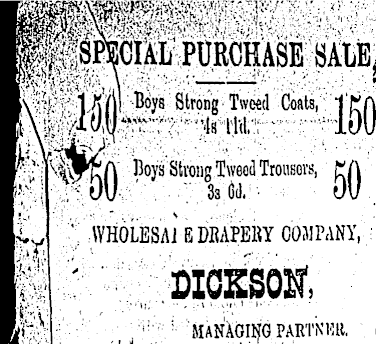 SPECIAL PURCHASE SALE,
150 Boys Strong Tweed Coats, 150
4s 11d.
50 Boys Strong Tweed Trousers, 50
3s 6d.
WHOLESALE DRAPERY COMPANY,
DICKSON,
MANAGING PARTNER.